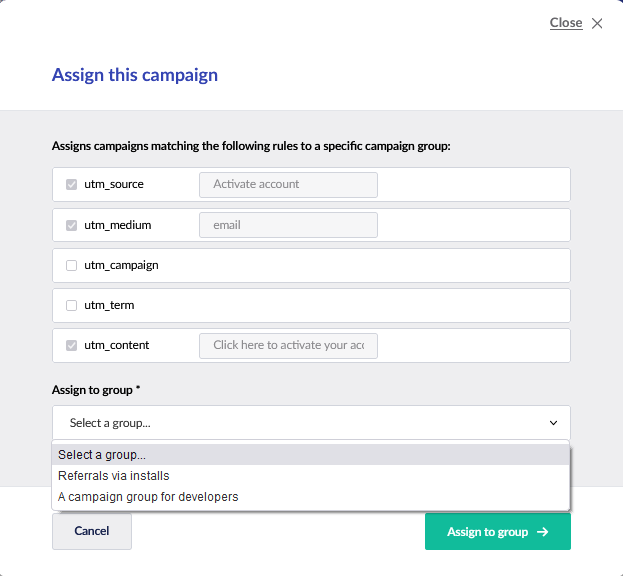 Close
Assign this campaign
Assigns campaigns matching the following rules to a specific campaign group:
utm_source Activate account
utm_medium email
utm_campaign
utm_term
utm_content Click here to activate your acc
Assign to group *
Select a group...
Select a group...
Referrals via installs
A campaign group for developers
Cancel
Assign to group